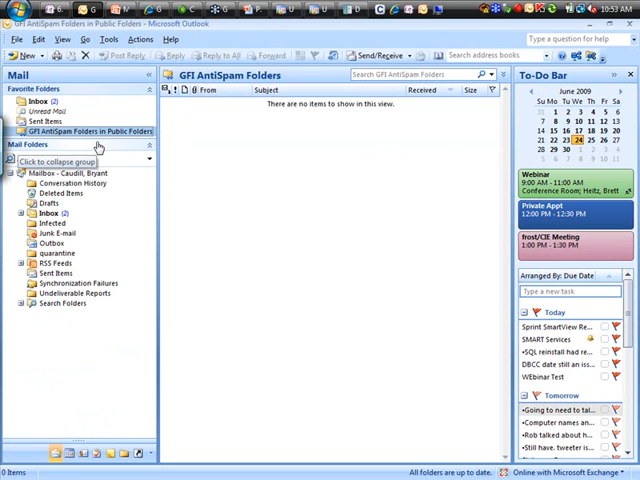 10:53 AM
GFI AntiSpam Folders in Public Folders - Microsoft Outlook
File Edit View Go Tools Actions Help
Type a question for help
New Post Reply Reply Reply to All Forward Send/Receive Search address books
Mail
Favorite Folders
Inbox (2)
Unread Mail
Sent Items
GFI AntiSpam Folders in Public Folders
Mail Folders
Click to collapse group
Mailbox - Caudill, Bryant
Conversation History
Deleted Items
Drafts
Inbox (2)
Infected
Junk E-mail
Outbox
quarantine
RSS Feeds
Sent Items
Synchronization Failures
Undeliverable Reports
Search Folders
GFI AntiSpam Folders
Search GFI AntiSpam Folders
From Subject Received Size
There are no items to show in this view.
To-Do Bar
June 2009
Su Mo Tu We Th Fr Sa
31 1 2 3 4 5 6
7 8 9 10 11 12 13
14 15 16 17 18 19 20
21 22 23 24 25 26 27
28 29 30 1 2 3 4
Webinar
9:00 AM - 11:00 AM
Conference Room; Heitz, Brett
Private Appt
12:00 PM - 12:30 PM
frost/CIE Meeting
1:00 PM - 1:30 PM
Arranged By: Due Date
Type a new task
Today
Sprint SmartView Re...
SMART Services
•SQL reinstall had re...
DBCC date still an issu...
WEbinar Test
Tomorrow
•Going to need to tal...
•Computer names an...
•Rob talked about ho...
•Still have. tweeter is...
0 Items
All folders are up to date.
Online with Microsoft Exchange